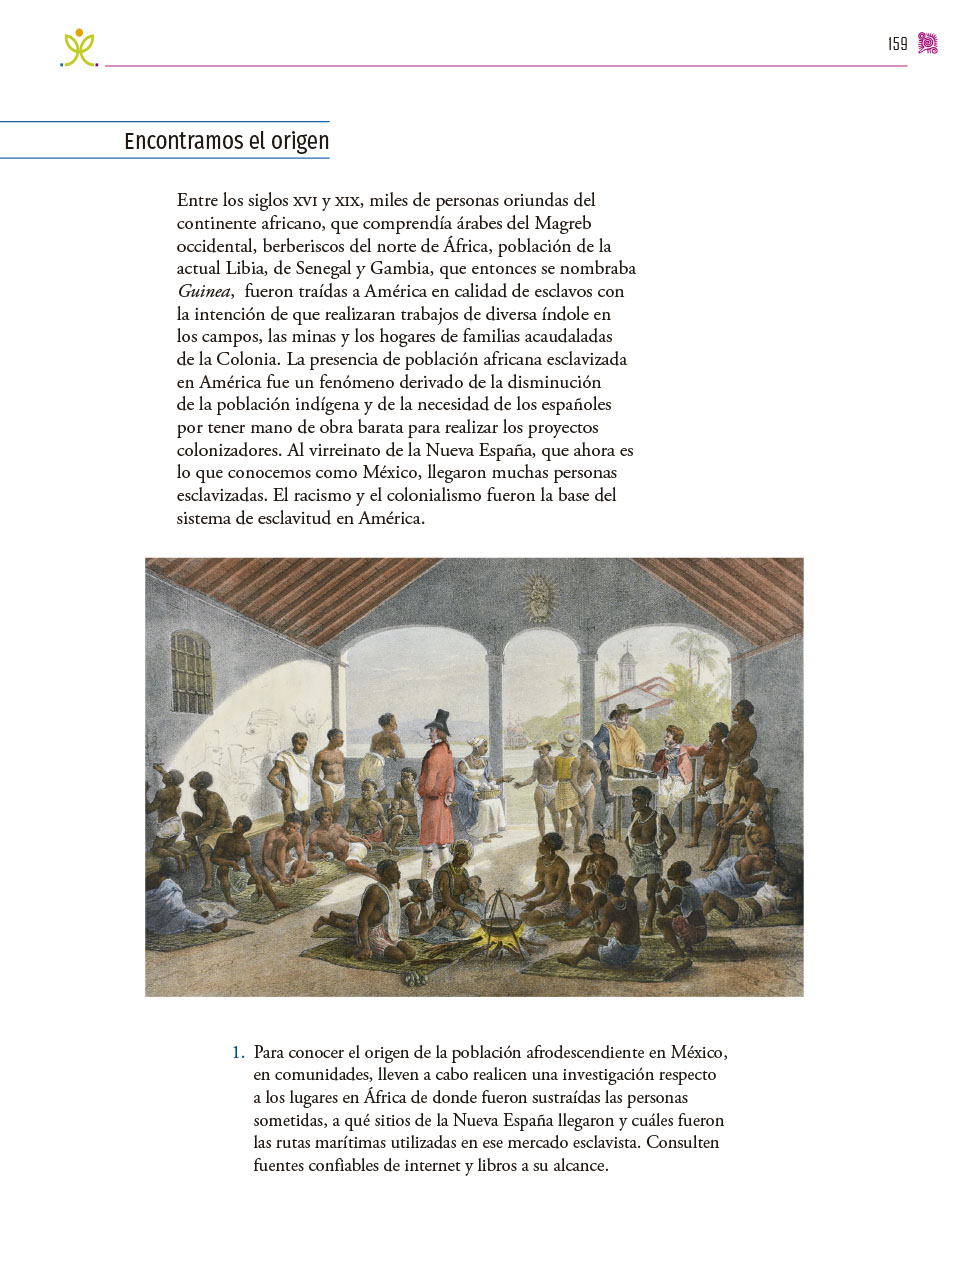 159
Encontramos el origen
Entre los siglos XVI y XIX, miles de personas oriundas del
continente africano, que comprendía árabes del Magreb
occidental, berberiscos del norte de África, población de la
actual Libia, de Senegal y Gambia, que entonces se nombraba
Guinea, fueron traídas a América en calidad de esclavos con
la intención de que realizaran trabajos de diversa índole en
los campos, las minas y los hogares de familias acaudaladas
de la Colonia. La presencia de población africana esclavizada
en América fue un fenómeno derivado de la disminución
de la población indígena y de la necesidad de los españoles
por tener mano de obra barata para realizar los proyectos
colonizadores. Al virreinato de la Nueva España, que ahora es
lo que conocemos como México, llegaron muchas personas
esclavizadas. El racismo y el colonialismo fueron la base del
sistema de esclavitud en América.
1. Para conocer el origen de la población afrodescendiente en México,
en comunidades, lleven a cabo realicen una investigación respecto
a los lugares en África de donde fueron sustraídas las personas
sometidas, a qué sitios de la Nueva España llegaron y cuáles fueron
las rutas marítimas utilizadas en ese mercado esclavista. Consulten
fuentes confiables de internet y libros a su alcance.